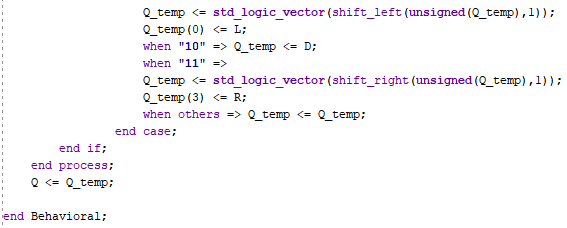 Q_temp <= std_logic_vector(shift_left(unsigned(Q_temp),1));
Q_temp(0) <= L;
when "10" => Q_temp <= D;
when "11" =>
Q_temp <= std_logic_vector(shift_right(unsigned(Q_temp),1));
Q_temp(3) <= R;
when others => Q_temp <= Q_temp;
end case;
end if;
end process;
Q <= Q_temp;
end Behavioral;